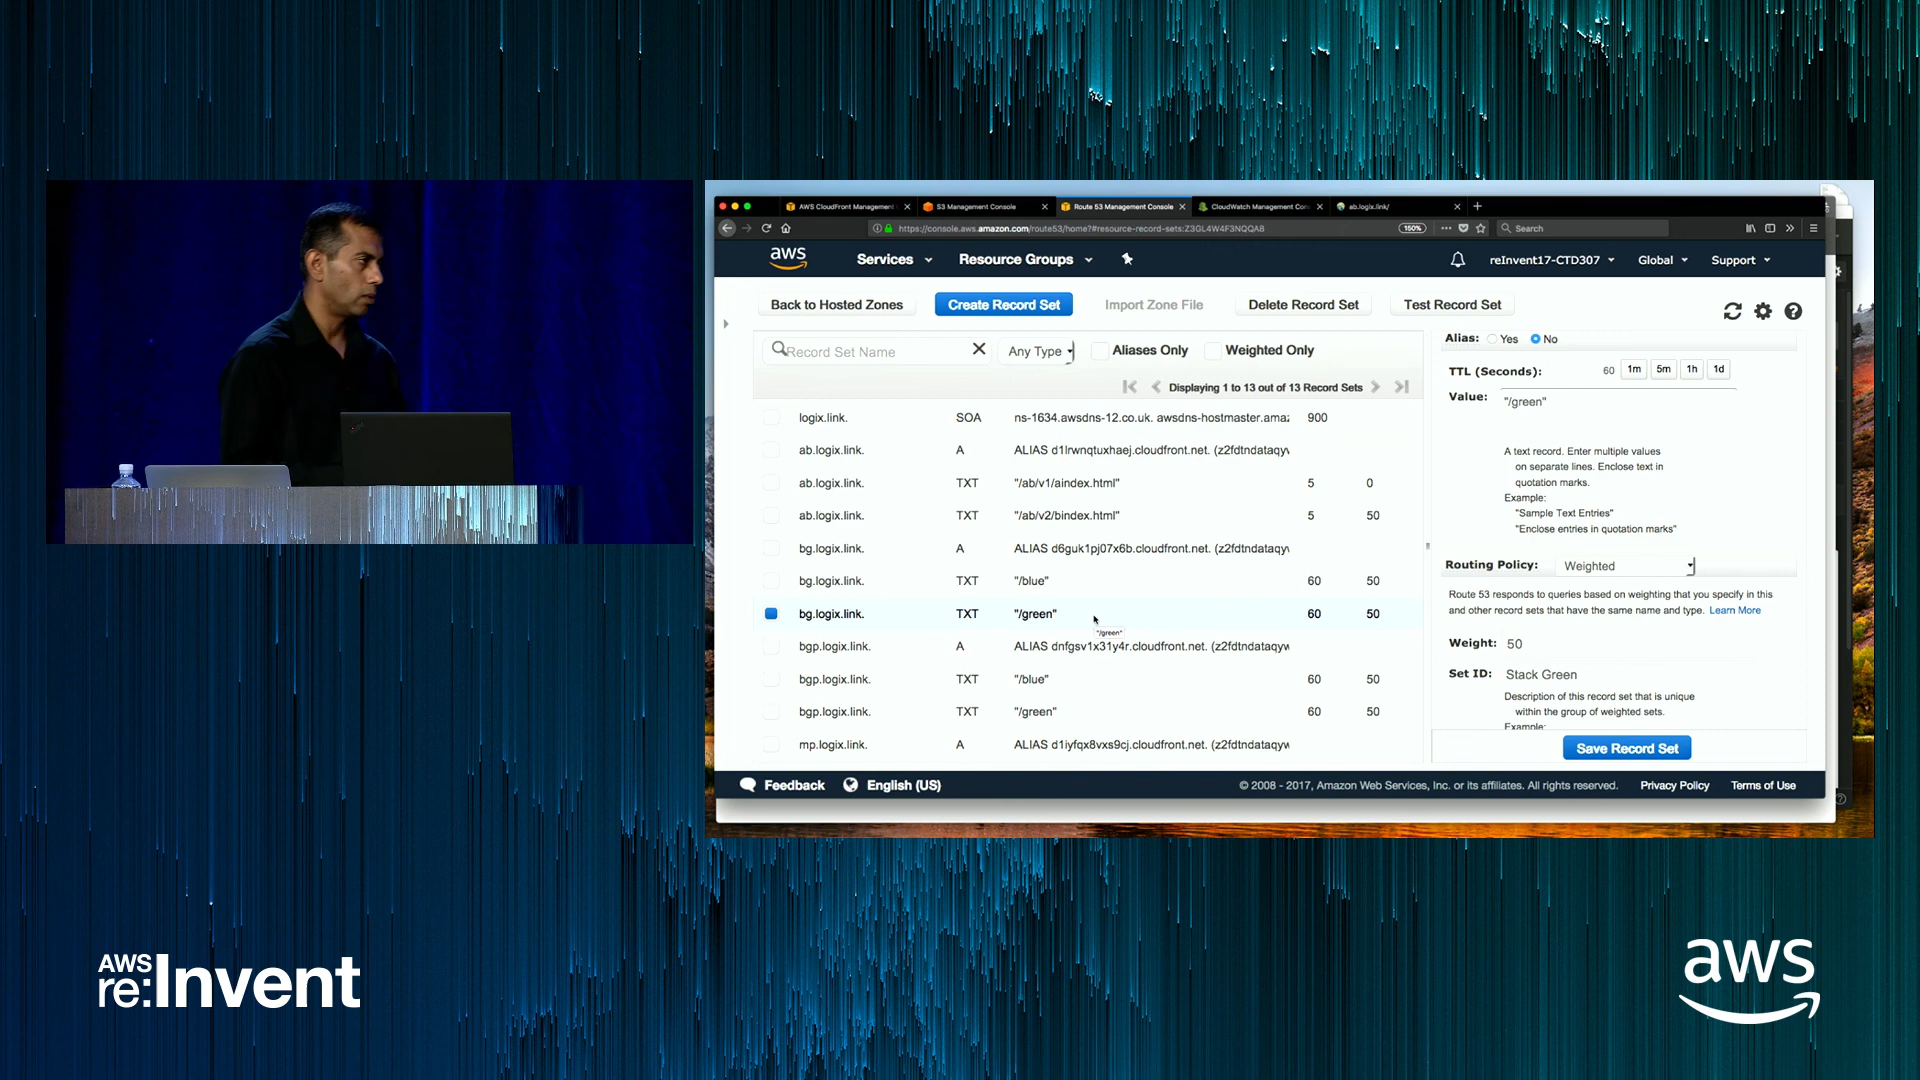 AWS CloudFront Management
S3 Management Console
Route 53 Management Console
CloudWatch Management Con
ab.logix.link/
https://console.aws.amazon.com/route53/home?#resource-record-sets:Z3GL4W4F3NQQA8
150%
Search
aws
Services
Resource Groups
reInvent17-CTD307
Global
Support
Back to Hosted Zones
Create Record Set
Import Zone File
Delete Record Set
Test Record Set
Record Set Name
Any Type
Aliases Only
Weighted Only
Displaying 1 to 13 out of 13 Record Sets
logix.link. SOA ns-1634.awsdns-12.co.uk. awsdns-hostmaster.amaz 900
ab.logix.link. A ALIAS d1lrwnqtuxhaej.cloudfront.net. (z2fdtndataqyw
ab.logix.link. TXT "/ab/v1/aindex.html" 5 0
ab.logix.link. TXT "/ab/v2/bindex.html" 5 50
bg.logix.link. A ALIAS d6guk1pj07x6b.cloudfront.net. (z2fdtndataqyw
bg.logix.link. TXT "/blue" 60 50
bg.logix.link. TXT "/green" 60 50
"/green"
bgp.logix.link. A ALIAS dnfgsv1x31y4r.cloudfront.net. (z2fdtndataqyw
bgp.logix.link. TXT "/blue" 60 50
bgp.logix.link. TXT "/green" 60 50
mp.logix.link. A ALIAS d1iyfqx8vxs9cj.cloudfront.net. (z2fdtndataqyw
Alias: Yes No
TTL (Seconds): 60 1m 5m 1h 1d
Value: "/green"
A text record. Enter multiple values
on separate lines. Enclose text in
quotation marks.
Example:
"Sample Text Entries"
"Enclose entries in quotation marks"
Routing Policy: Weighted
Route 53 responds to queries based on weighting that you specify in this
and other record sets that have the same name and type. Learn More
Weight: 50
Set ID: Stack Green
Description of this record set that is unique
within the group of weighted sets.
Example:
Save Record Set
Feedback
English (US)
© 2008 - 2017, Amazon Web Services, Inc. or its affiliates. All rights reserved.
Privacy Policy
Terms of Use
AWS
re:Invent
aws